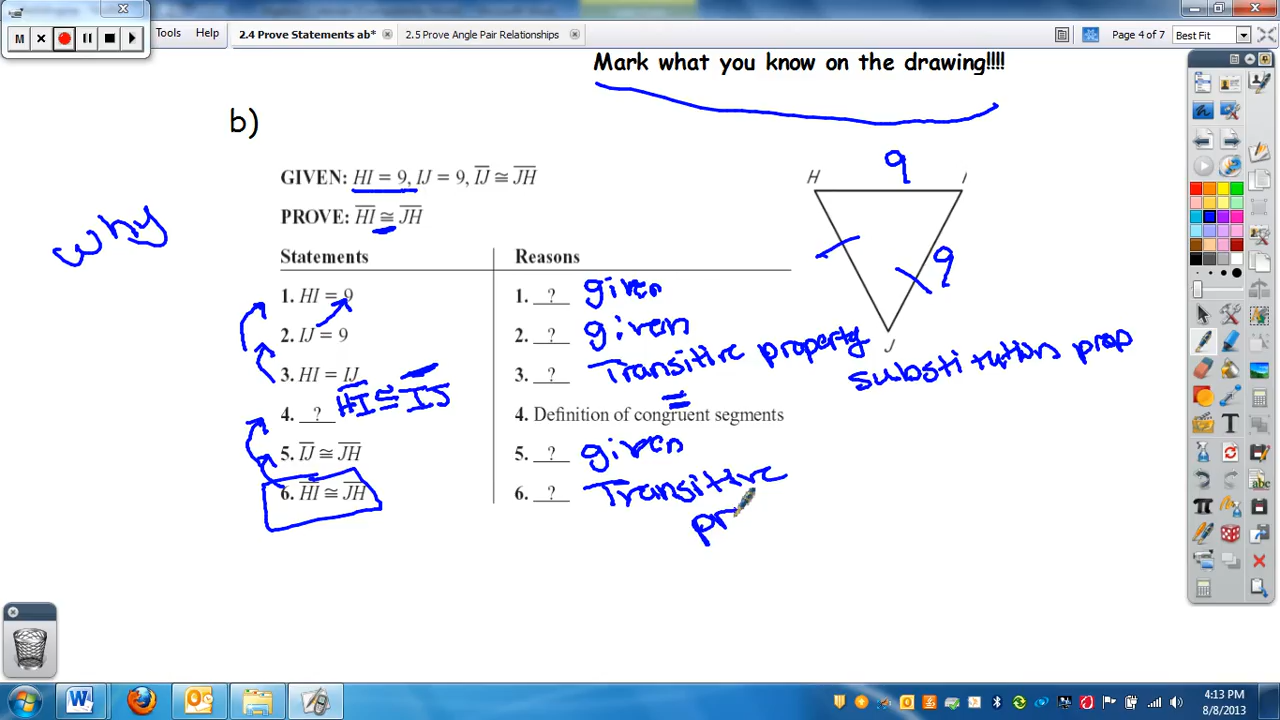 M
Tools Help 2.4 Prove Statements ab* 2.5 Prove Angle Pair Relationships Page 4 of 7 Best Fit
Mark what you know on the drawing!!!!
b)
9
H I
GIVEN: HI = 9, IJ = 9, IJ ≅ JH
why
PROVE: HI ≅ JH
9
Statements Reasons
1. HI = 9 1. ? given
2. IJ = 9 2. ? given
J
3. HI = IJ 3. ? Transitive property substitution prop
=
4. ? HI ≅ IJ 4. Definition of congruent segments
5. IJ ≅ JH 5. ? given
6. HI ≅ JH 6. ? Transitive
pr
4:13 PM
8/8/2013